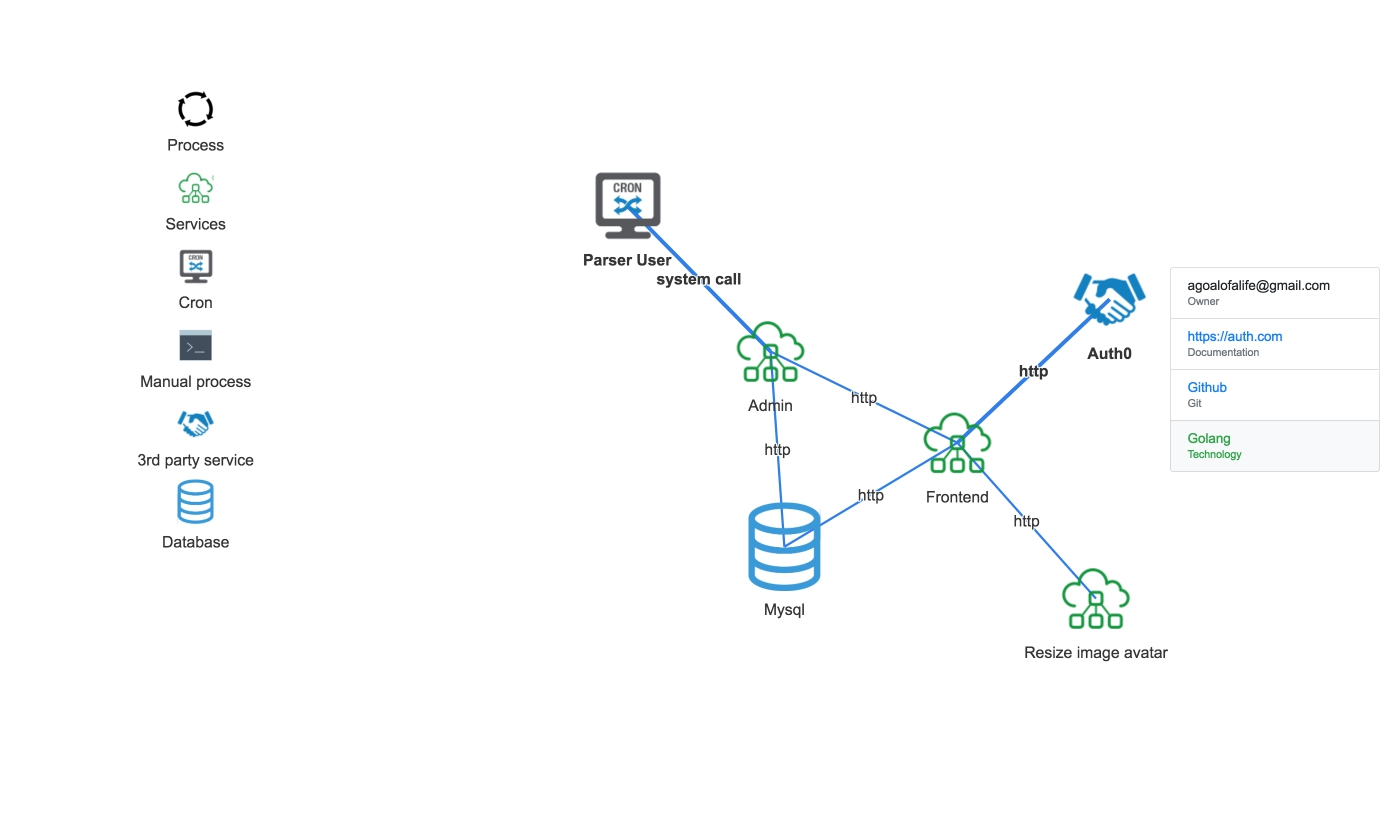 Process
Services
CRON
Cron
>_
Manual process
3rd party service
Database
CRON
Parser User
system call
Admin
http
http
http
Mysql
Frontend
http
http
Auth0
Resize image avatar
agoalofalife@gmail.com
Owner
https://auth.com
Documentation
Github
Git
Golang
Technology